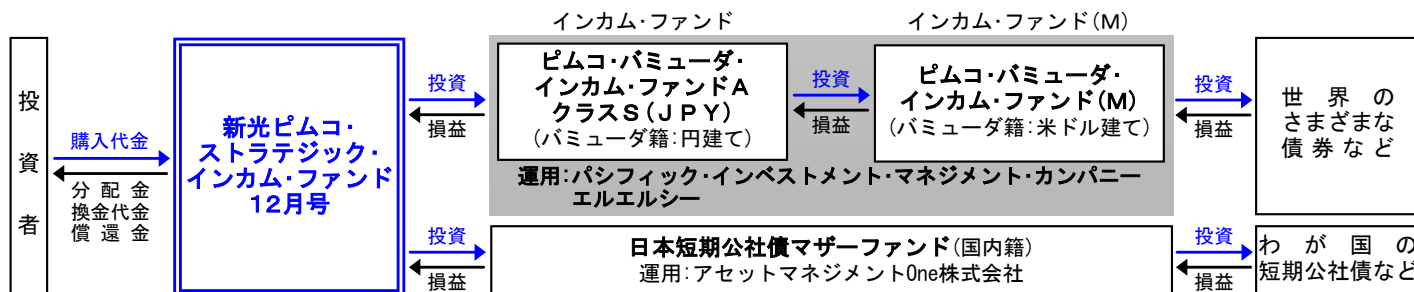 インカム・ファンド
インカム・ファンド(M)
投
資
者
購入代金
分配金
換金代金
償還金
新光ピムコ・
ストラテジック・
インカム・ファンド
12月号
投資
損益
ピムコ・バミューダ・
インカム・ファンドA
クラスS(JPY)
(バミューダ籍:円建て)
投資
損益
ピムコ・バミューダ・
インカム・ファンド(M)
(バミューダ籍:米ドル建て)
運用:パシフィック・インベストメント・マネジメント・カンパニー
エルエルシー
投資
損益
世界の
さまざまな
債券など
投資
損益
日本短期公社債マザーファンド(国内籍)
運用:アセットマネジメントOne株式会社
投資
損益
わが国の
短期公社債など